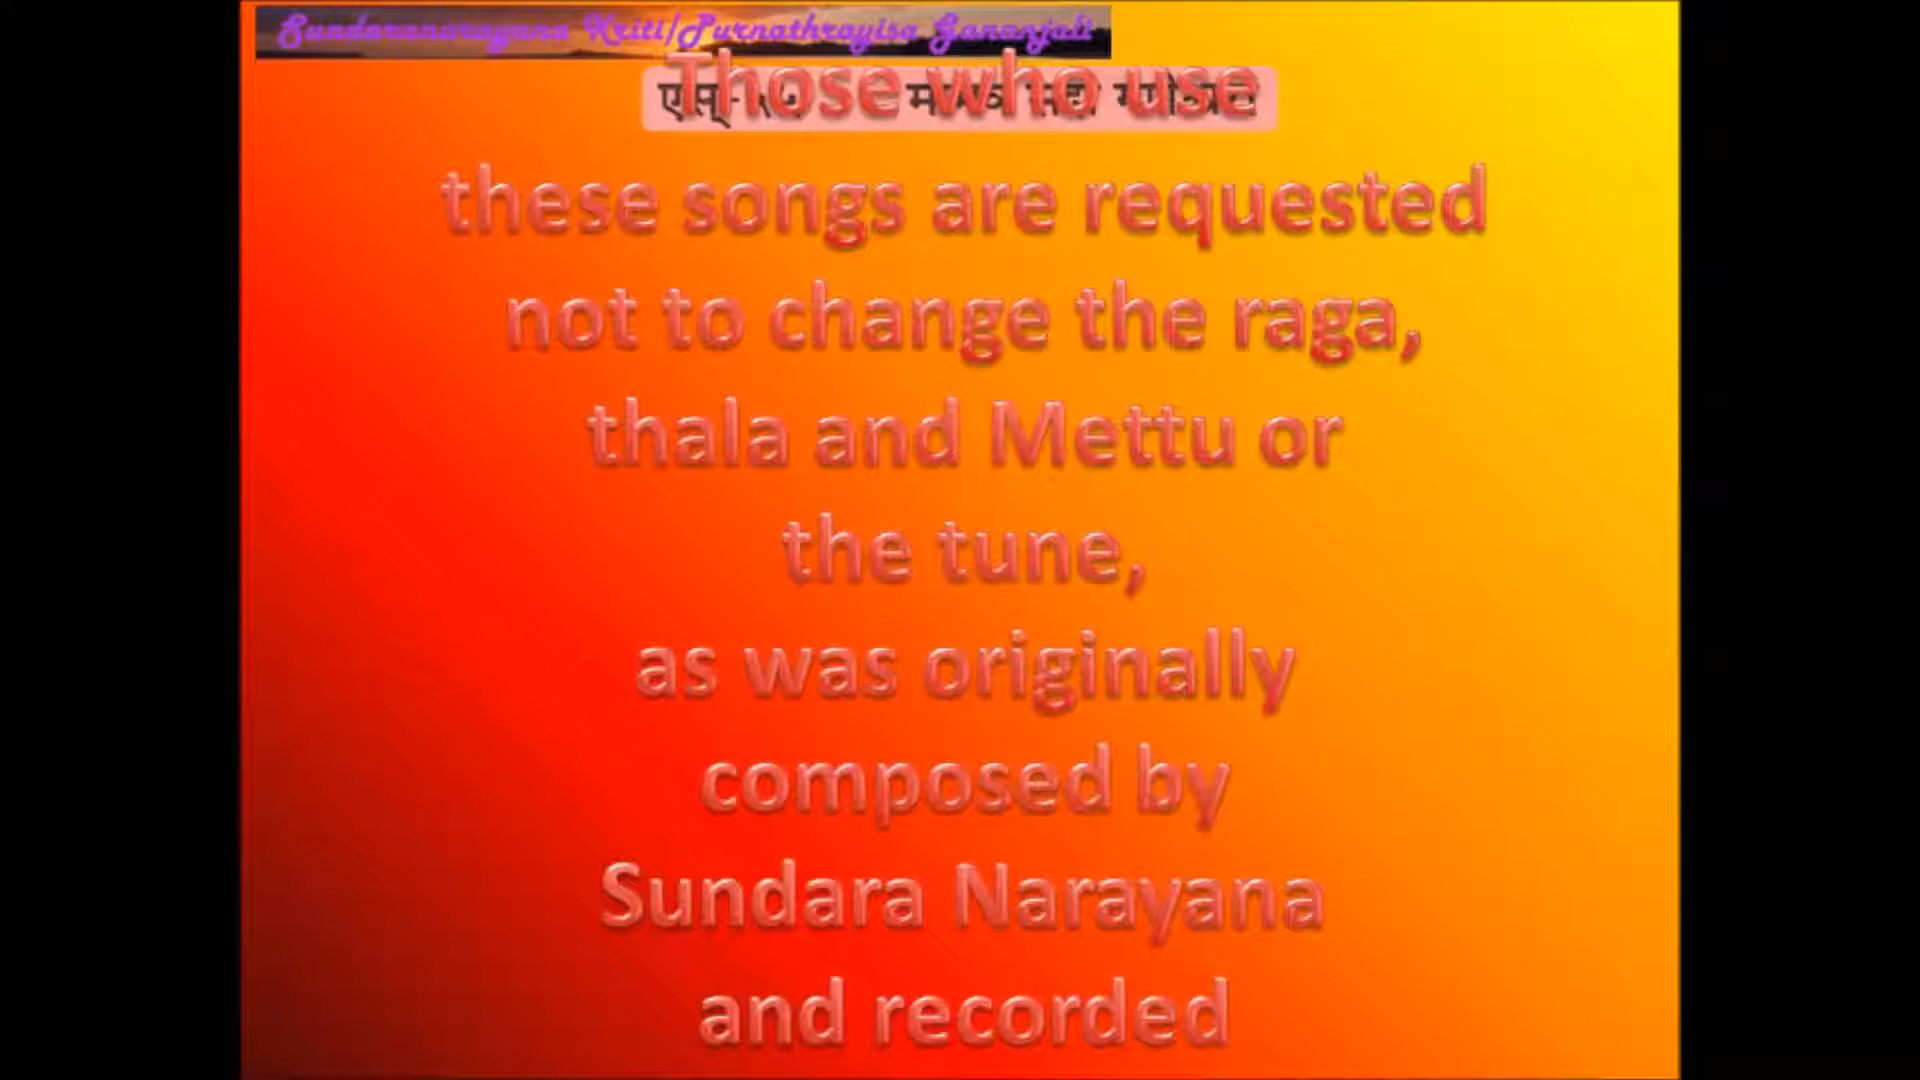 Sundaranarayana Kriti/Purnathrayisa Gananjali
Those who use
these songs are requested
not to change the raga,
thala and Mettu or
the tune,
as was originally
composed by
Sundara Narayana
and recorded